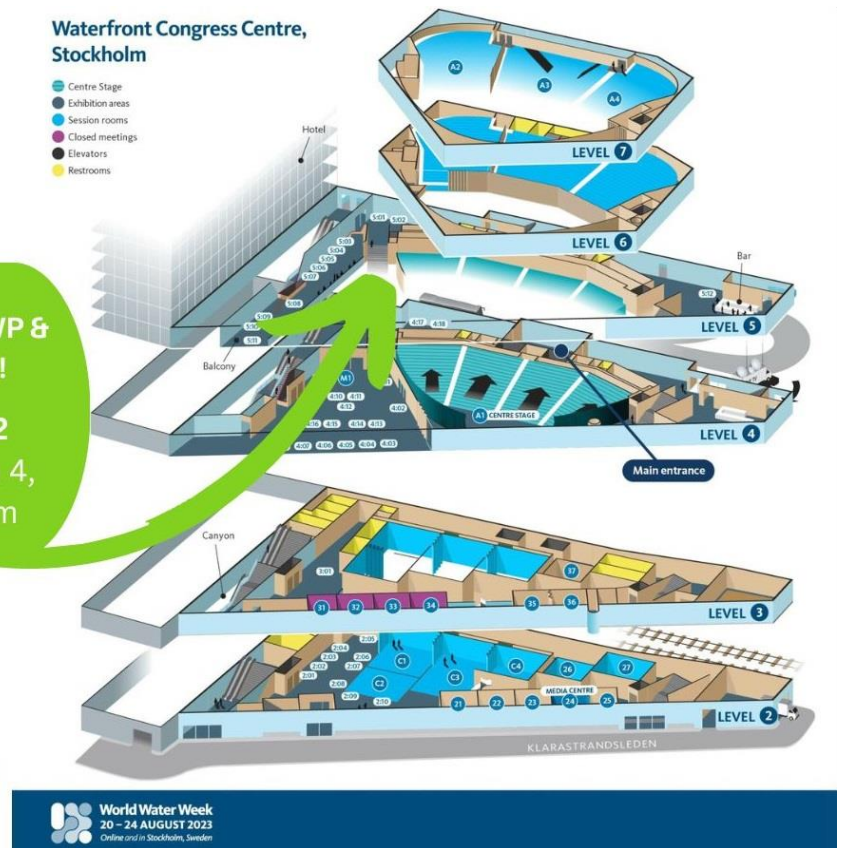 Waterfront Congress Centre,
Stockholm
Centre Stage
Exhibition areas
Session rooms
Closed meetings
Elevators
Restrooms
Hotel
A2
A3
A4
LEVEL 7
LEVEL 6
5:01 5:02
5:03
5:04
5:05
5:06
5:07
5:08
5:09
5:10
5:11
5:12
Bar
LEVEL 5
Balcony
VP &
!
2
4,
m
4:17 4:18
M1
4:10 4:11
4:12
4:02
4:16 4:15 4:14 4:13
4:07 4:06 4:05 4:04 4:03
A1 CENTRE STAGE
LEVEL 4
Main entrance
Canyon
3:01
37
31 32 33 34
35 36
LEVEL 3
2:05
2:04
2:03 2:06
2:02 2:07
2:01
2:08
2:09
2:10
C1
C2
C3
C4
26
27
MEDIA CENTRE
21 22 23 24 25
LEVEL 2
KLARASTRANDSLEDEN
World Water Week
20 – 24 AUGUST 2023
Online and in Stockholm, Sweden